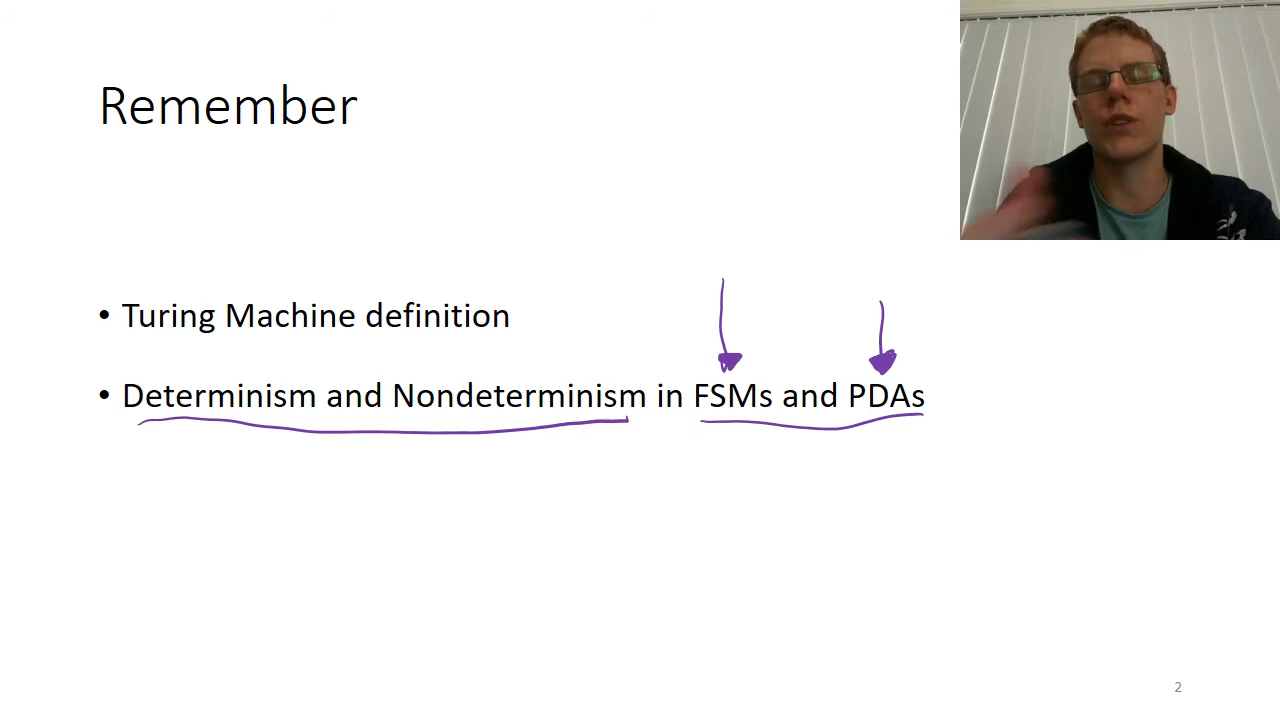 Remember
• Turing Machine definition
• Determinism and Nondeterminism in FSMs and PDAs
2